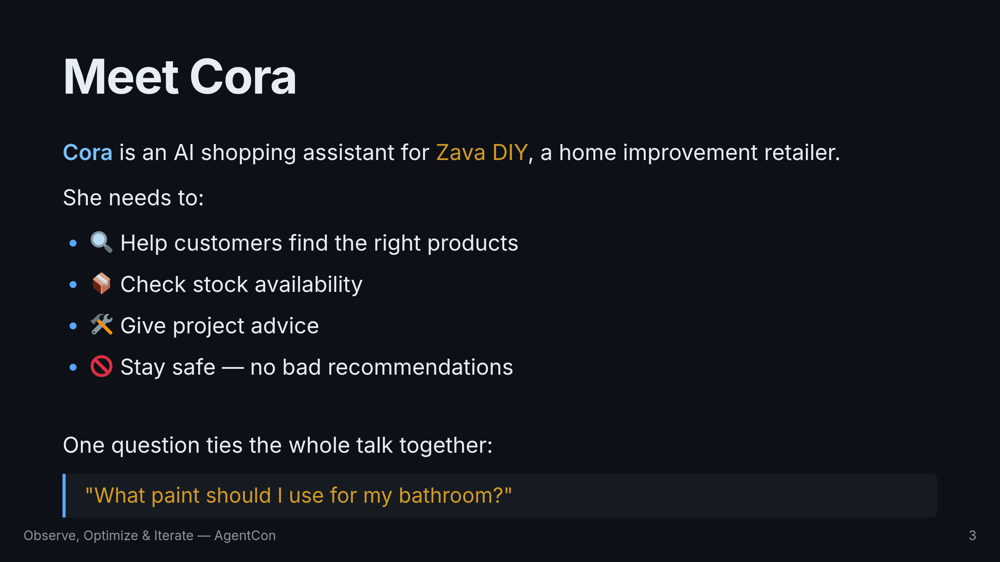 Meet Cora
Cora is an AI shopping assistant for Zava DIY, a home improvement retailer.
She needs to:
• 🔍 Help customers find the right products
• 📦 Check stock availability
• 🛠️ Give project advice
• 🚫 Stay safe — no bad recommendations
One question ties the whole talk together:
"What paint should I use for my bathroom?"
Observe, Optimize & Iterate — AgentCon
3